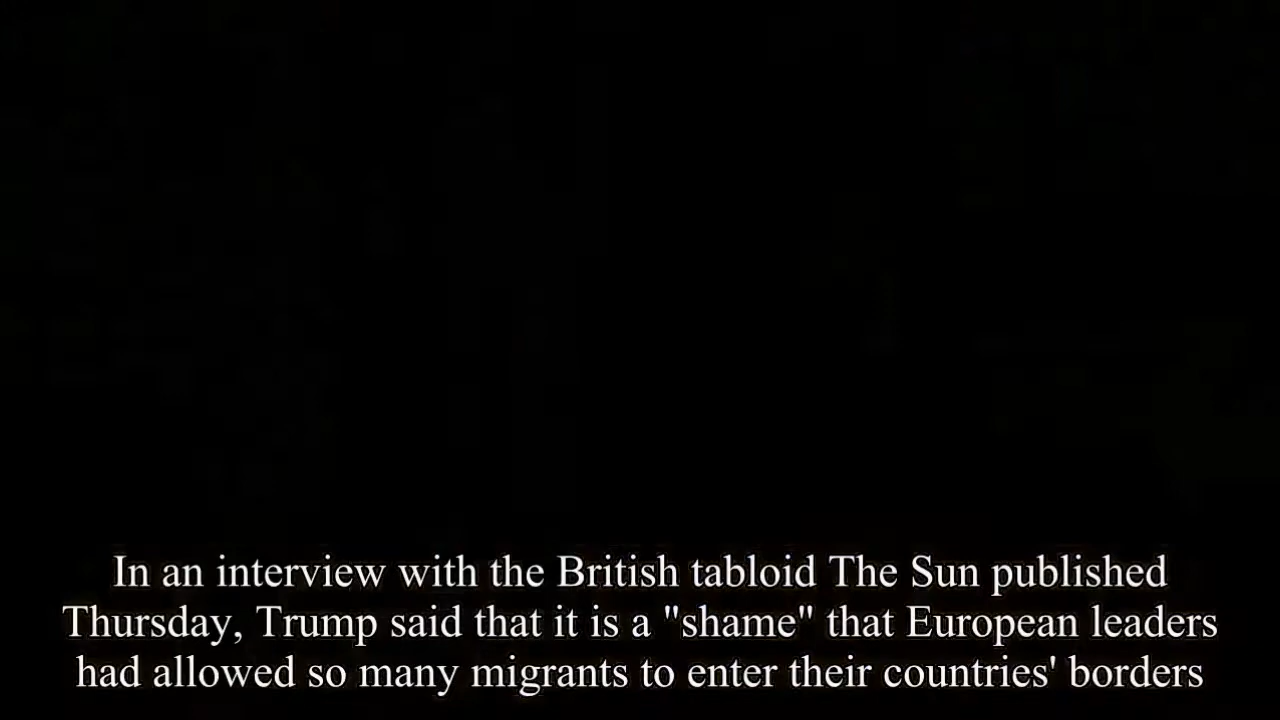 In an interview with the British tabloid The Sun published
Thursday, Trump said that it is a "shame" that European leaders
had allowed so many migrants to enter their countries' borders